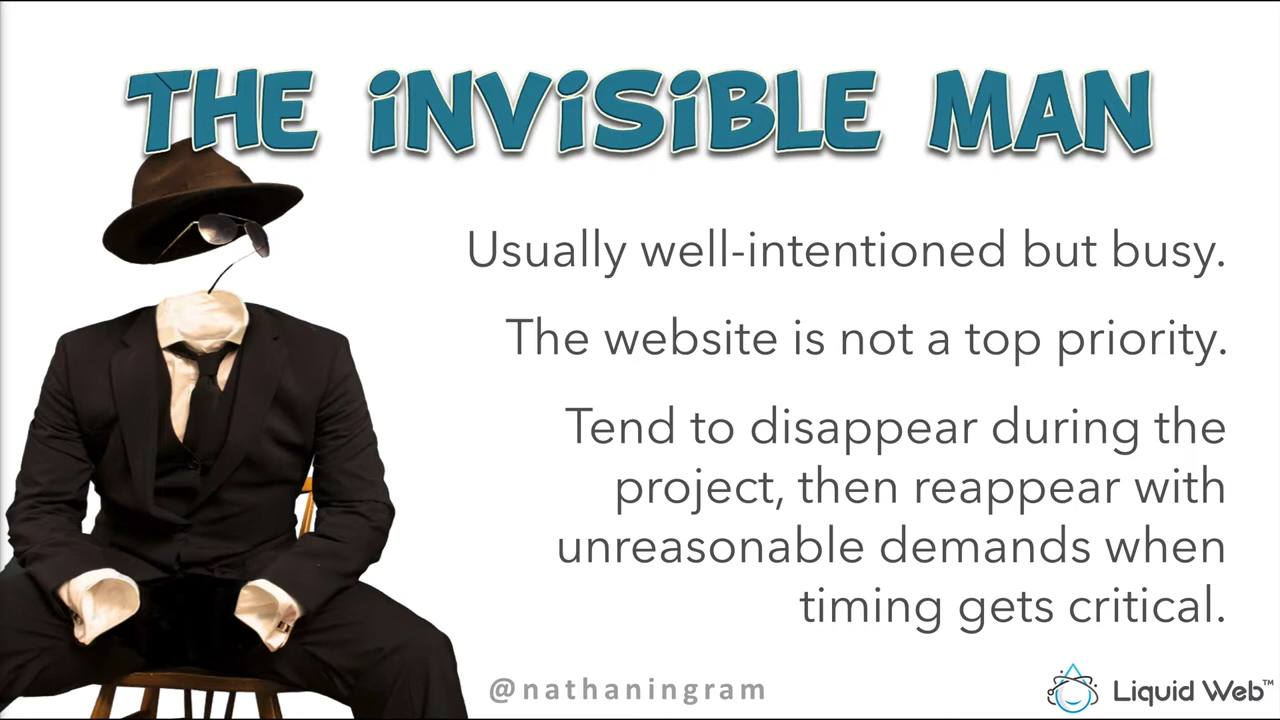 THE iNViSiBLE MAN
Usually well-intentioned but busy.
The website is not a top priority.
Tend to disappear during the
project, then reappear with
unreasonable demands when
timing gets critical.
@nathaningram
Liquid Web™